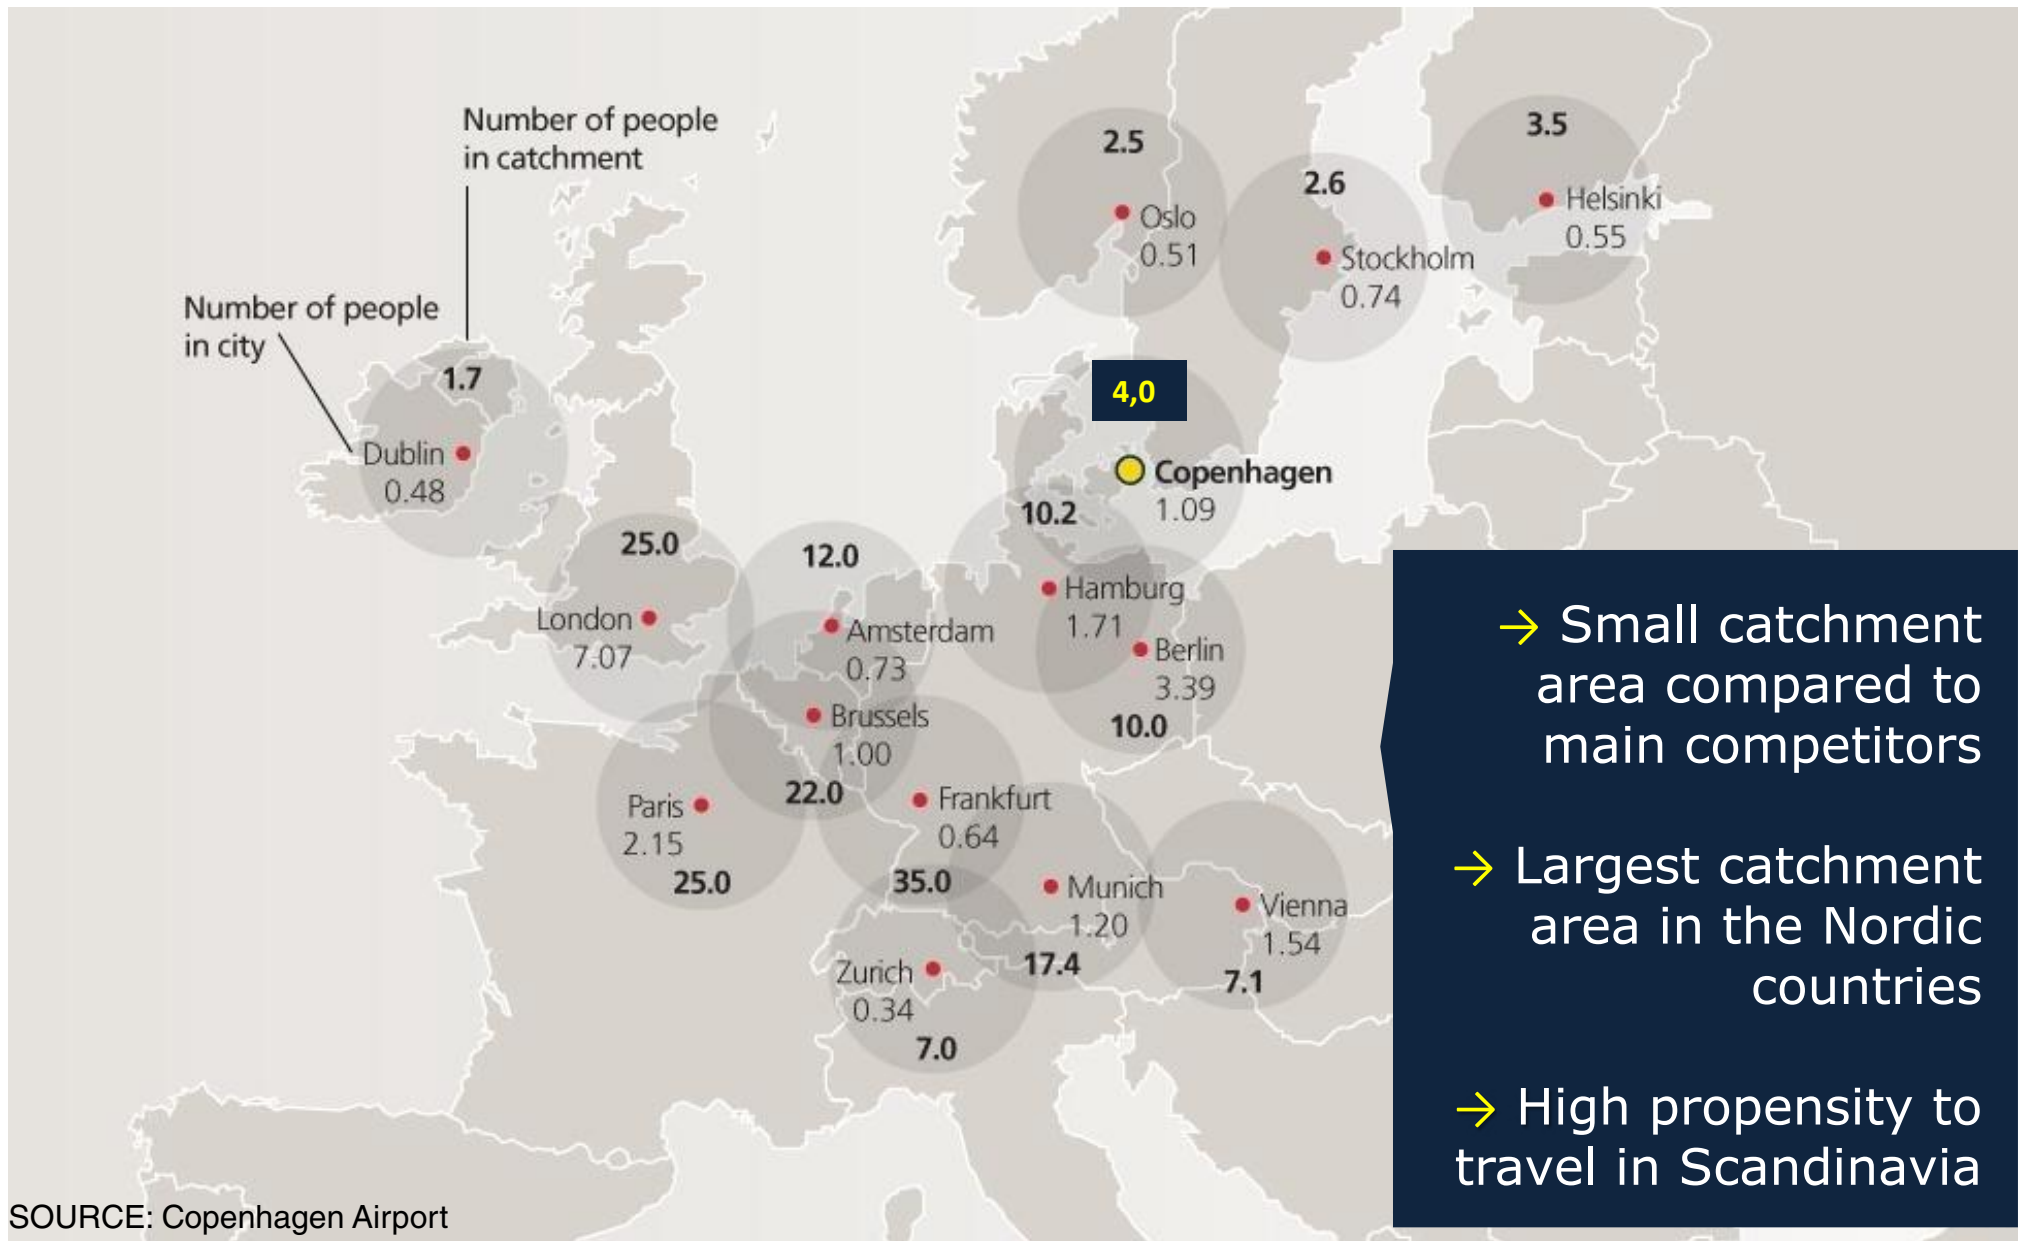 Number of people
in catchment
Number of people
in city
1.7
Dublin
0.48
2.5
Oslo
0.51
2.6
Stockholm
0.74
3.5
Helsinki
0.55
4,0
Copenhagen
1.09
10.2
Hamburg
1.71
Berlin
3.39
10.0
25.0
London
7.07
12.0
Amsterdam
0.73
Brussels
1.00
22.0
Paris
2.15
25.0
Frankfurt
0.64
35.0
Munich
1.20
17.4
Vienna
1.54
7.1
Zurich
0.34
7.0
→ Small catchment
area compared to
main competitors
→ Largest catchment
area in the Nordic
countries
→ High propensity to
travel in Scandinavia
SOURCE: Copenhagen Airport